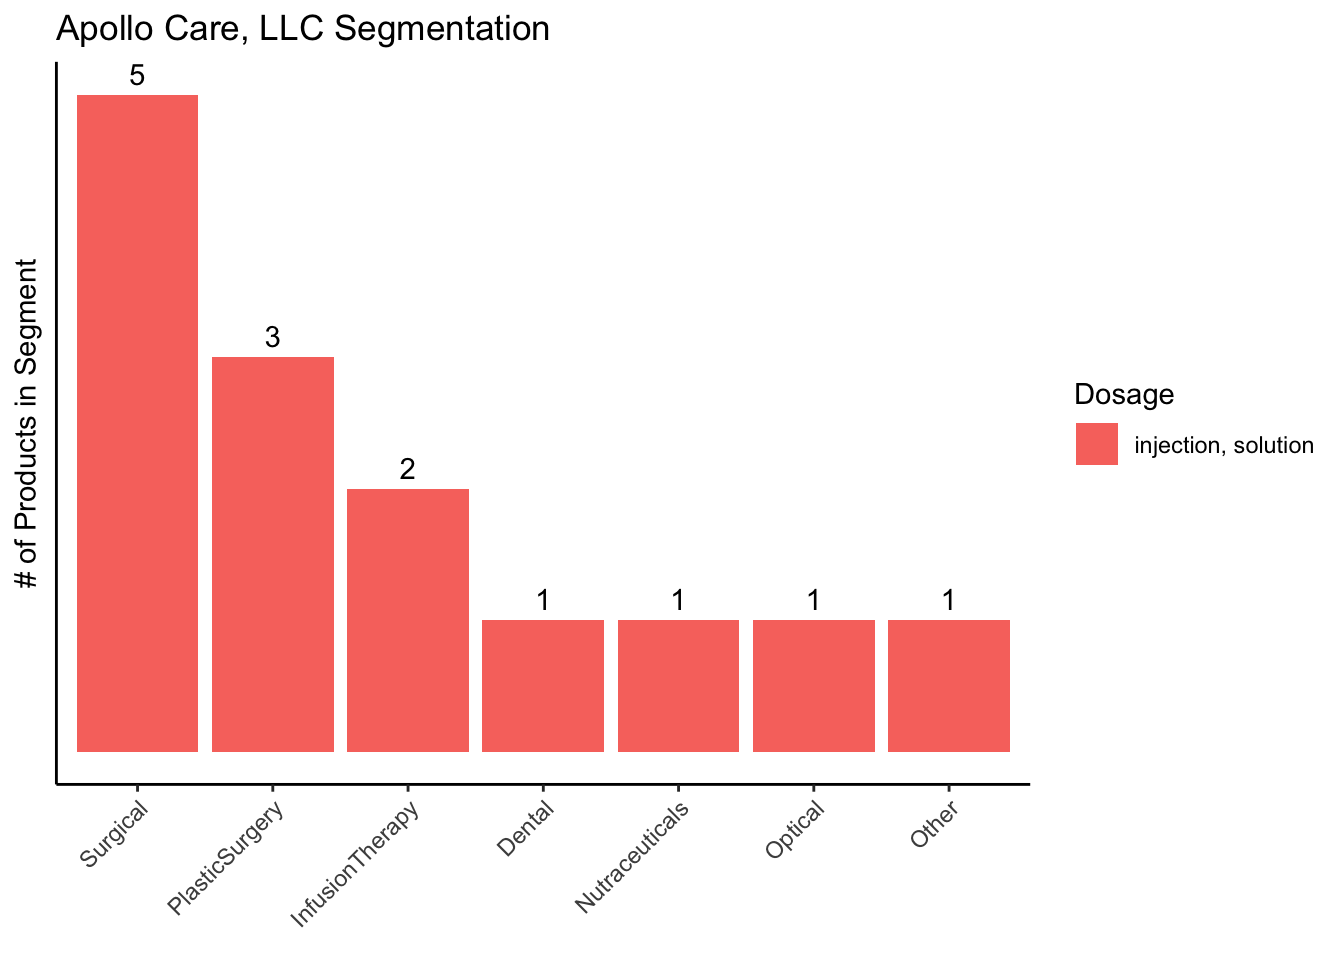 Apollo Care, LLC Segmentation
5
3
2
1
1
1
1
# of Products in Segment
Surgical
PlasticSurgery
InfusionTherapy
Dental
Nutraceuticals
Optical
Other
Dosage
injection, solution